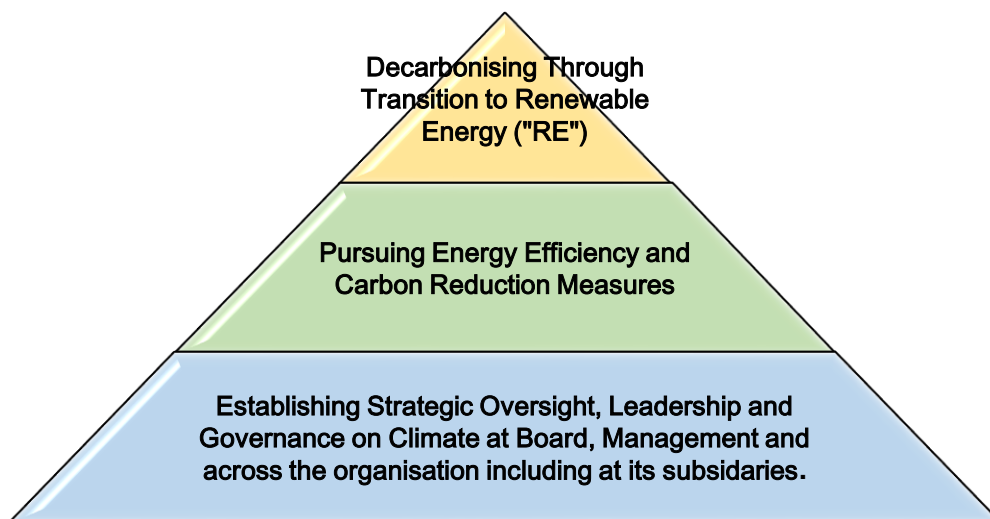 Decarbonising Through
Transition to Renewable
Energy ("RE")
Pursuing Energy Efficiency and
Carbon Reduction Measures
Establishing Strategic Oversight, Leadership and
Governance on Climate at Board, Management and
across the organisation including at its subsidaries.